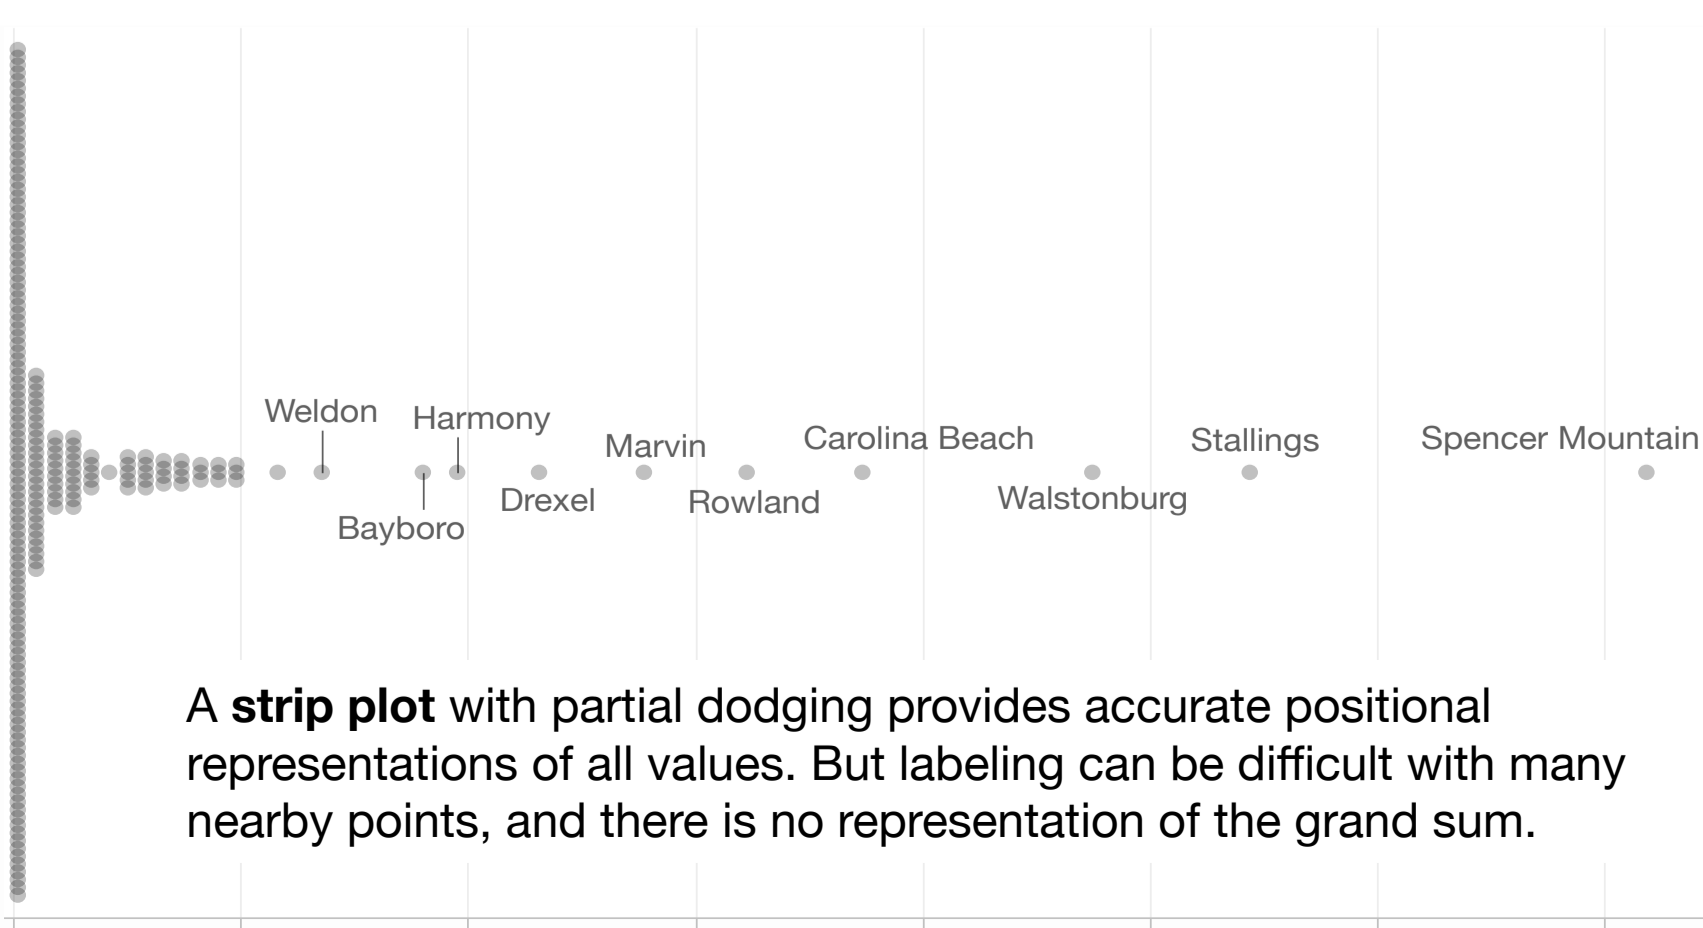 Weldon
Harmony
Marvin
Carolina Beach
Stallings
Spencer Mountain
Bayboro
Drexel
Rowland
Walstonburg
A strip plot with partial dodging provides accurate positional
representations of all values. But labeling can be difficult with many
nearby points, and there is no representation of the grand sum.